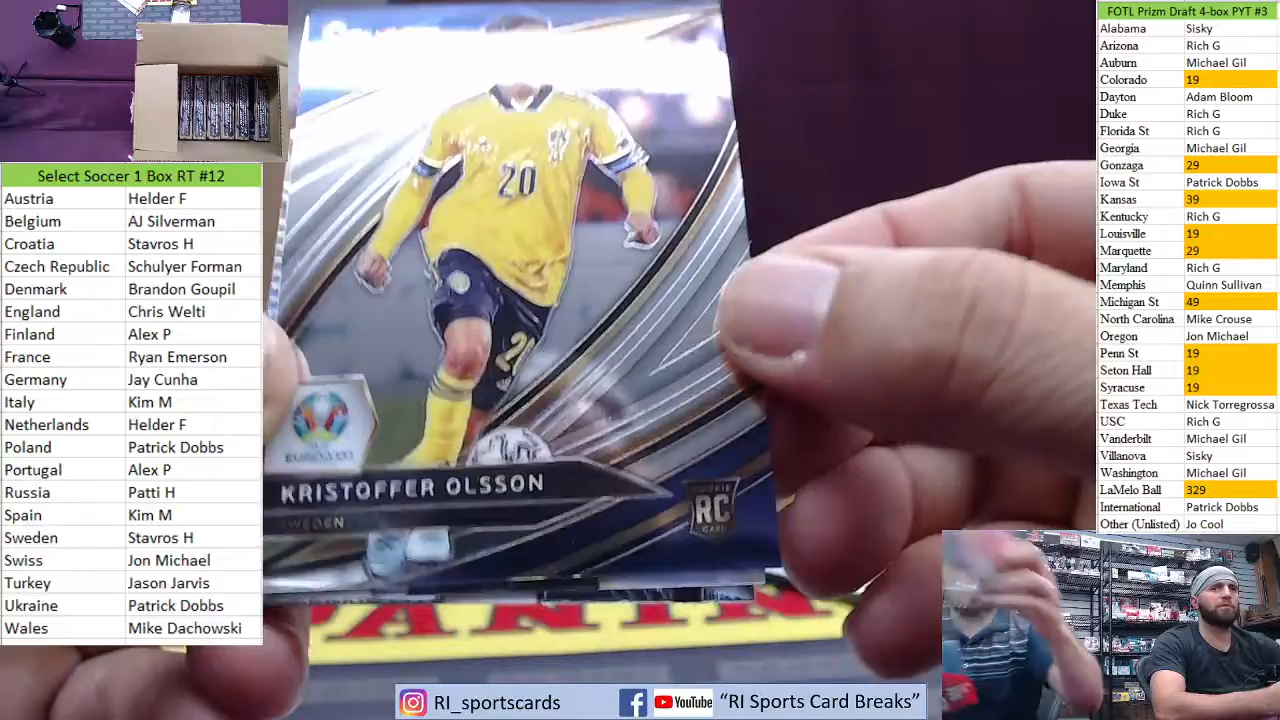 Select Soccer 1 Box RT #12
Austria Helder F
Belgium AJ Silverman
Croatia Stavros H
Czech Republic Schulyer Forman
Denmark Brandon Goupil
England Chris Welti
Finland Alex P
France Ryan Emerson
Germany Jay Cunha
Italy Kim M
Netherlands Helder F
Poland Patrick Dobbs
Portugal Alex P
Russia Patti H
Spain Kim M
Sweden Stavros H
Swiss Jon Michael
Turkey Jason Jarvis
Ukraine Patrick Dobbs
Wales Mike Dachowski
20
KRISTOFFER OLSSON
SWEDEN
ROOKIE
RC
CARD
PANINI
RI_sportscards
YouTube
"RI Sports Card Breaks"
FOTL Prizm Draft 4-box PYT #3
Alabama Sisky
Arizona Rich G
Auburn Michael Gil
Colorado 19
Dayton Adam Bloom
Duke Rich G
Florida St Rich G
Georgia Michael Gil
Gonzaga 29
Iowa St Patrick Dobbs
Kansas 39
Kentucky Rich G
Louisville 19
Marquette 29
Maryland Rich G
Memphis Quinn Sullivan
Michigan St 49
North Carolina Mike Crouse
Oregon Jon Michael
Penn St 19
Seton Hall 19
Syracuse 19
Texas Tech Nick Torregrossa
USC Rich G
Vanderbilt Michael Gil
Villanova Sisky
Washington Michael Gil
LaMelo Ball 329
International Patrick Dobbs
Other (Unlisted) Jo Cool